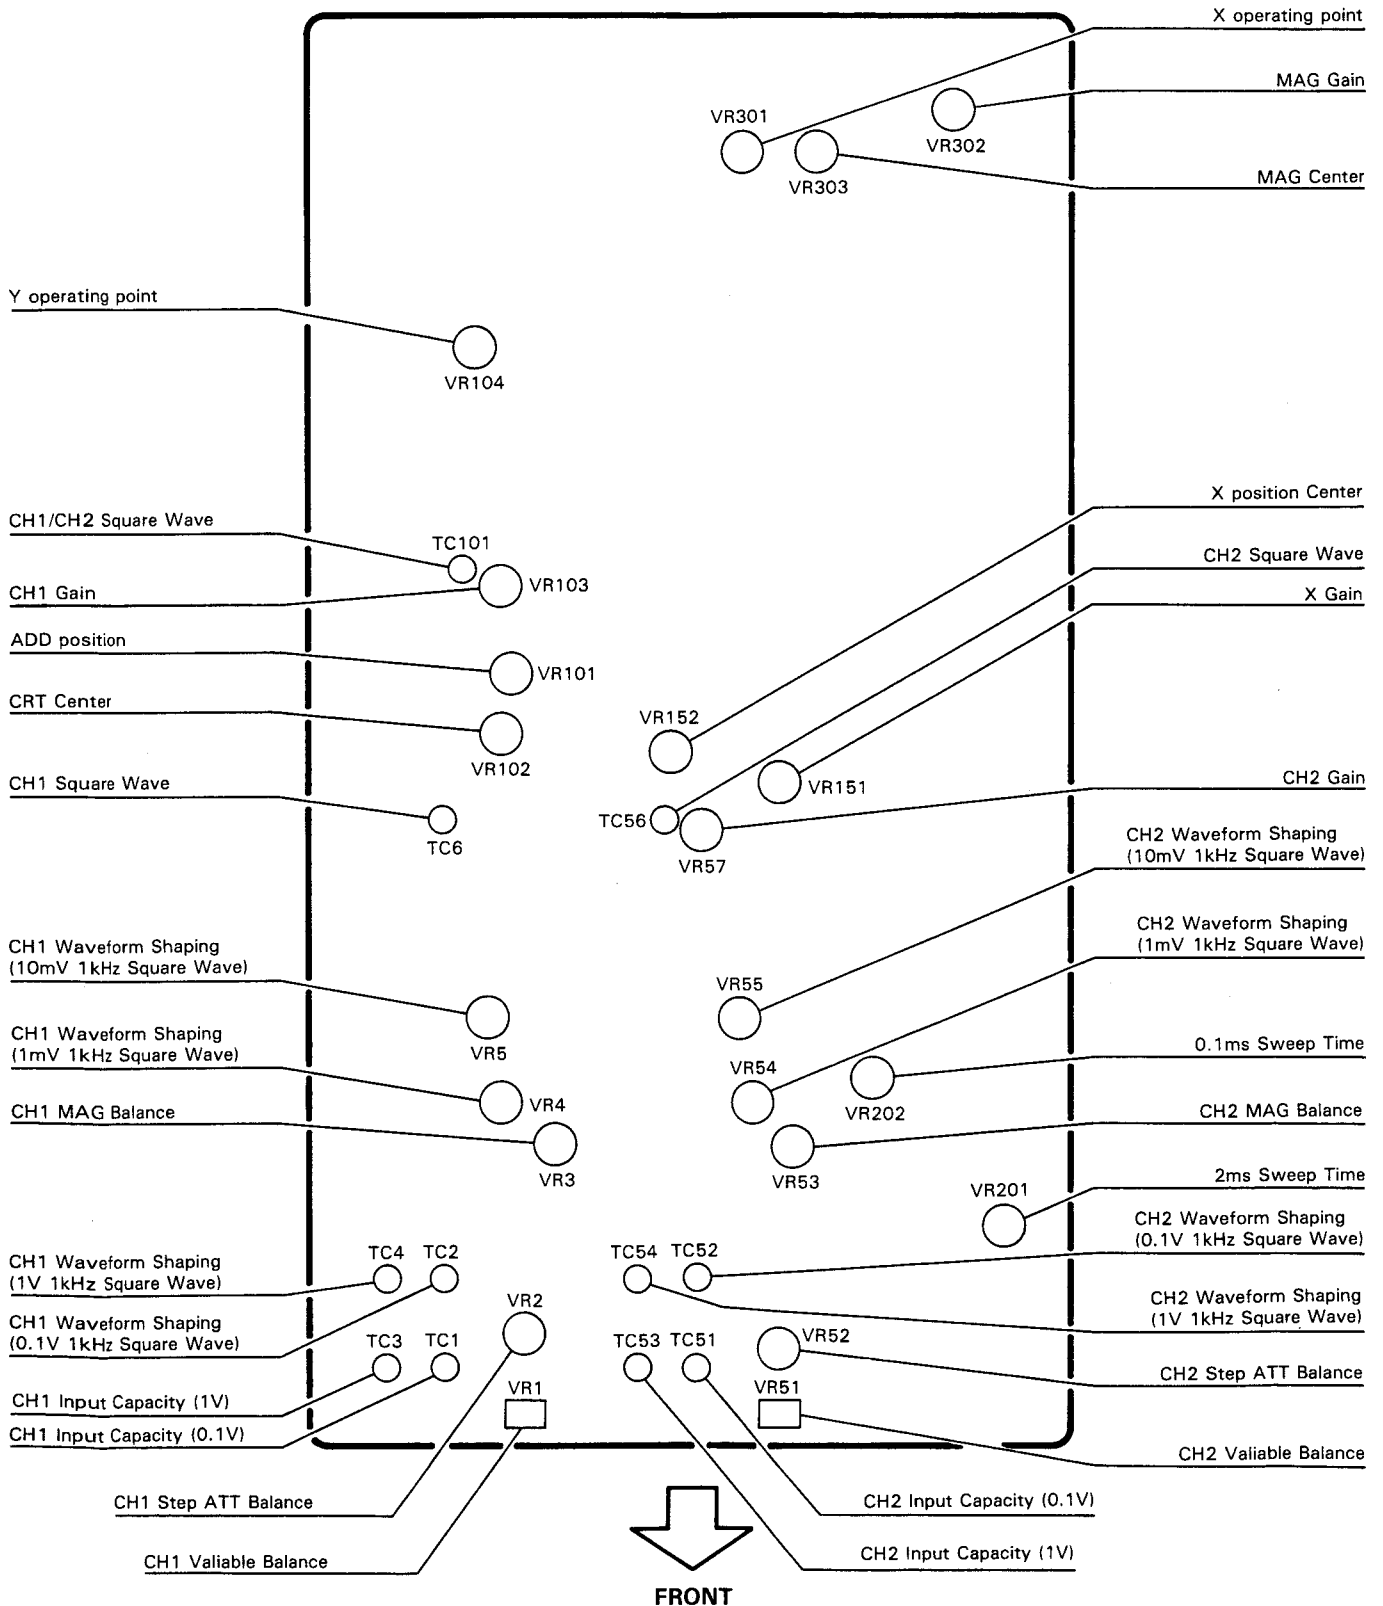 X operating point
MAG Gain
VR301
VR302
VR303
MAG Center
Y operating point
VR104
X position Center
CH1/CH2 Square Wave
TC101
CH2 Square Wave
VR103
CH1 Gain
X Gain
ADD position
VR101
CRT Center
VR152
VR102
CH1 Square Wave
VR151
CH2 Gain
TC56
TC6
VR57
CH2 Waveform Shaping
(10mV 1kHz Square Wave)
CH2 Waveform Shaping
(1mV 1kHz Square Wave)
CH1 Waveform Shaping
(10mV 1kHz Square Wave)
VR55
VR5
CH1 Waveform Shaping
(1mV 1kHz Square Wave)
0.1ms Sweep Time
VR54
VR4
VR202
CH1 MAG Balance
CH2 MAG Balance
VR3
VR53
2ms Sweep Time
VR201
CH2 Waveform Shaping
(0.1V 1kHz Square Wave)
TC4
TC2
TC54
TC52
CH1 Waveform Shaping
(1V 1kHz Square Wave)
VR2
CH2 Waveform Shaping
(1V 1kHz Square Wave)
CH1 Waveform Shaping
(0.1V 1kHz Square Wave)
TC3
TC1
TC53
TC51
VR52
CH2 Step ATT Balance
VR1
VR51
CH1 Input Capacity (1V)
CH1 Input Capacity (0.1V)
CH2 Valiable Balance
CH1 Step ATT Balance
CH2 Input Capacity (0.1V)
CH1 Valiable Balance
CH2 Input Capacity (1V)
FRONT